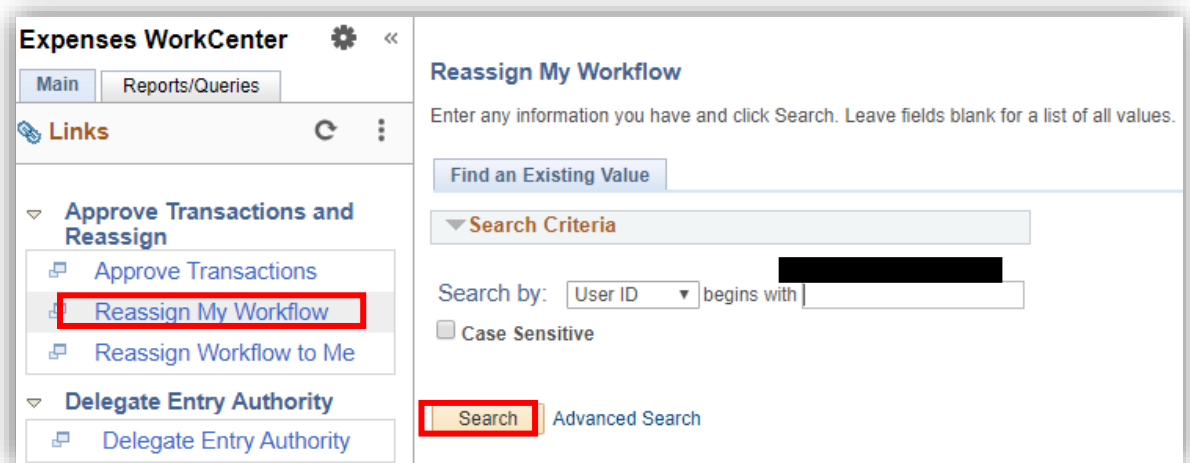 Expenses WorkCenter
Main
Reports/Queries
Links
Approve Transactions and
Reassign
Approve Transactions
Reassign My Workflow
Reassign Workflow to Me
Delegate Entry Authority
Delegate Entry Authority
Reassign My Workflow
Enter any information you have and click Search. Leave fields blank for a list of all values.
Find an Existing Value
Search Criteria
Search by: User ID begins with
Case Sensitive
Search Advanced Search